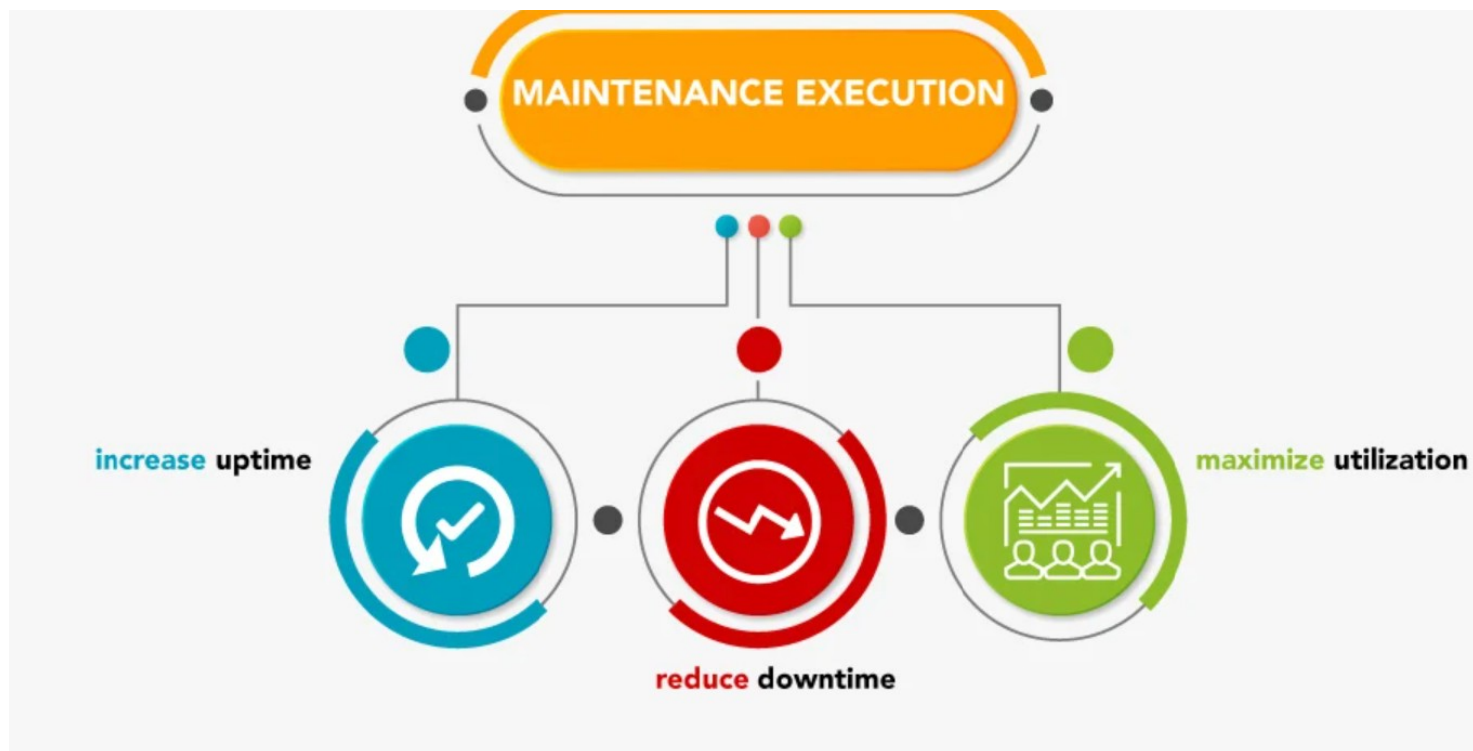 MAINTENANCE EXECUTION
increase uptime
maximize utilization
reduce downtime